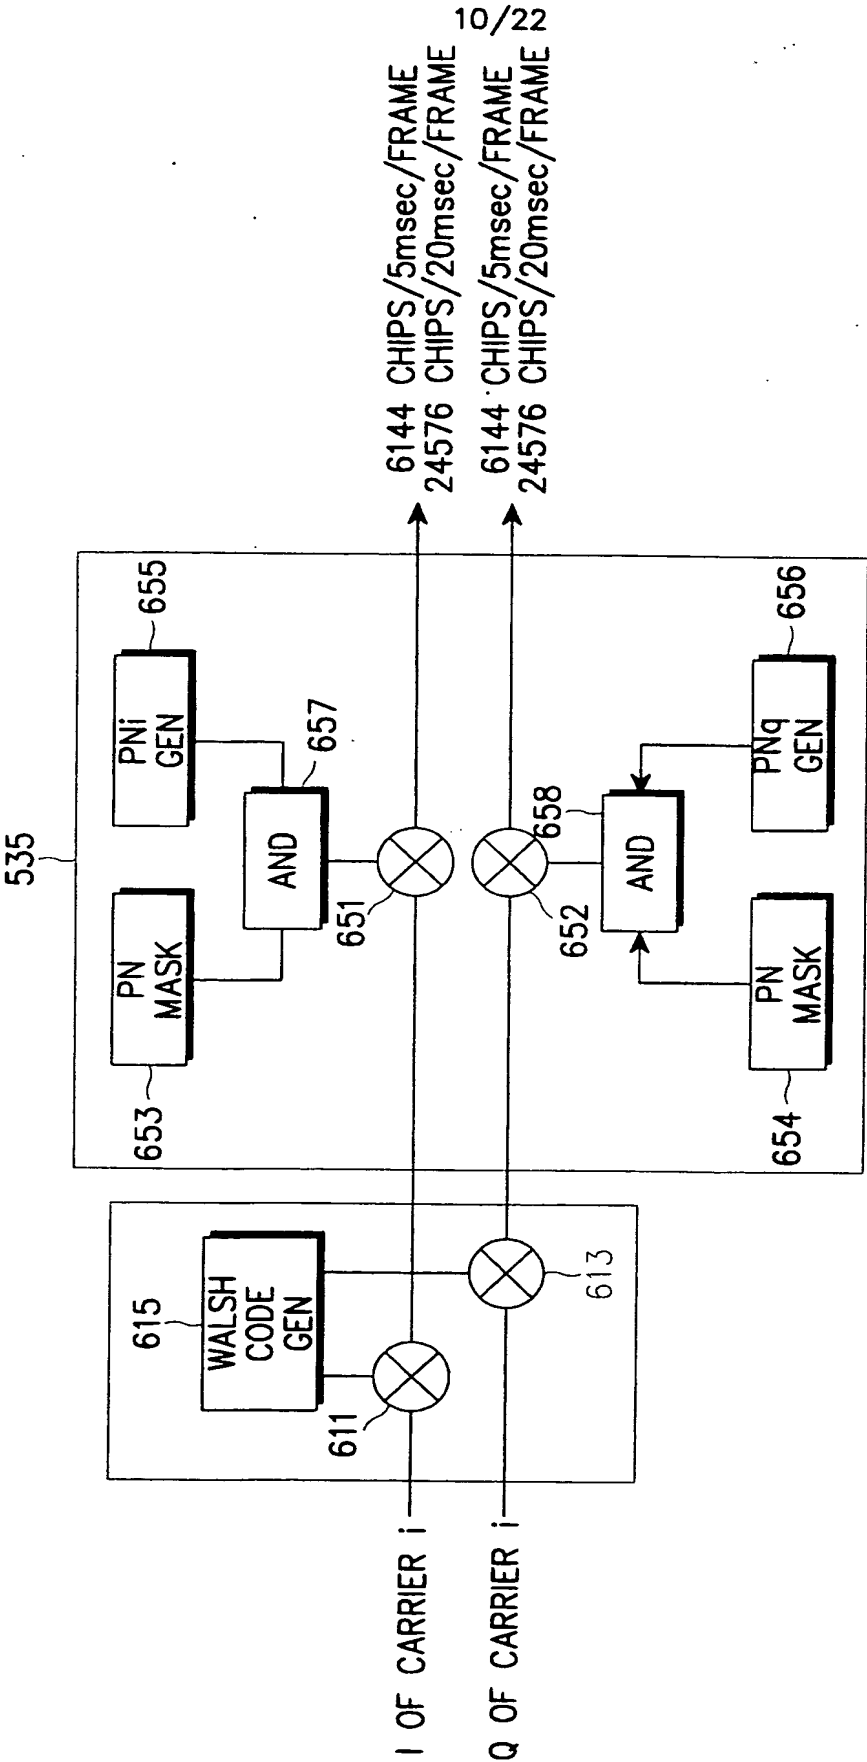 10/22
535
653
PN
MASK
PNi
GEN
655
615
WALSH
CODE
GEN
AND
657
611
651
I OF CARRIER i
6144 CHIPS/5msec/FRAME
24576 CHIPS/20msec/FRAME
Q OF CARRIER i
6144 CHIPS/5msec/FRAME
24576 CHIPS/20msec/FRAME
613
652
658
AND
654
PN
MASK
PNq
GEN
656